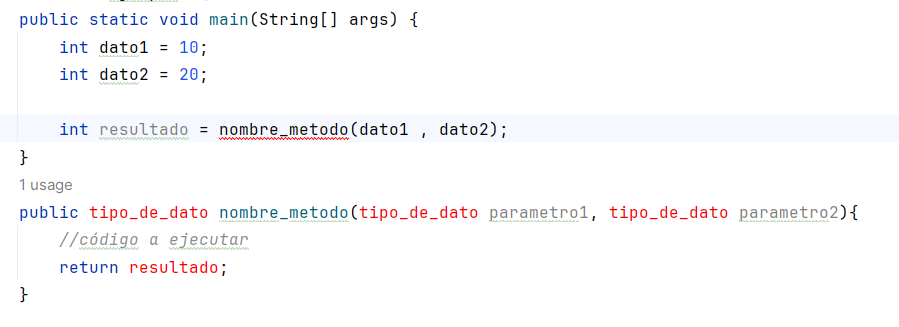 public static void main(String[] args) {
    int dato1 = 10;
    int dato2 = 20;
    int resultado = nombre_metodo(dato1 , dato2);
}
1 usage
public tipo_de_dato nombre_metodo(tipo_de_dato parametro1, tipo_de_dato parametro2){
    //código a ejecutar
    return resultado;
}